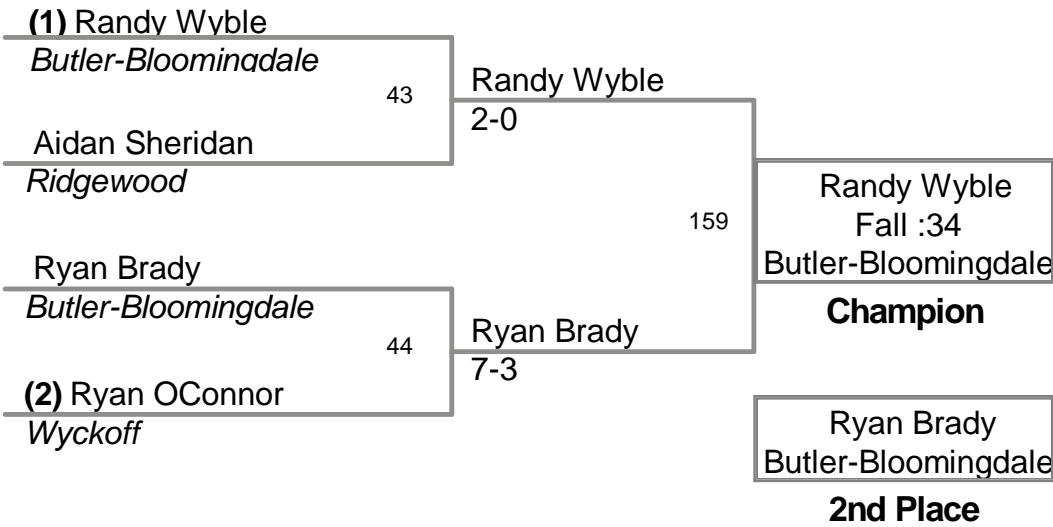 (1) Randy Wyble
Butler-Bloomingdale
43
Randy Wyble
2-0
Aidan Sheridan
Ridgewood
159
Randy Wyble
Fall :34
Butler-Bloomingdale
Champion
Ryan Brady
Butler-Bloomingdale
44
Ryan Brady
7-3
(2) Ryan OConnor
Wyckoff
Ryan Brady
Butler-Bloomingdale
2nd Place